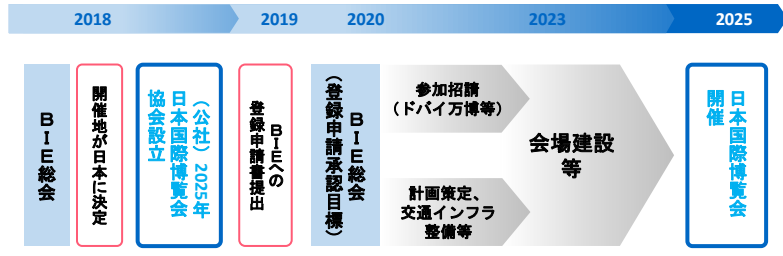 2018
2019
2020
2023
2025
BIE総会
開催地が日本に決定
（公社）2025年
日本国際博覧会
協会設立
BIEへの
登録申請書提出
BIE総会
（登録申請承認目標）
参加招請
（ドバイ万博等）
計画策定、
交通インフラ
整備等
会場建設
等
日本国際博覧会
開催